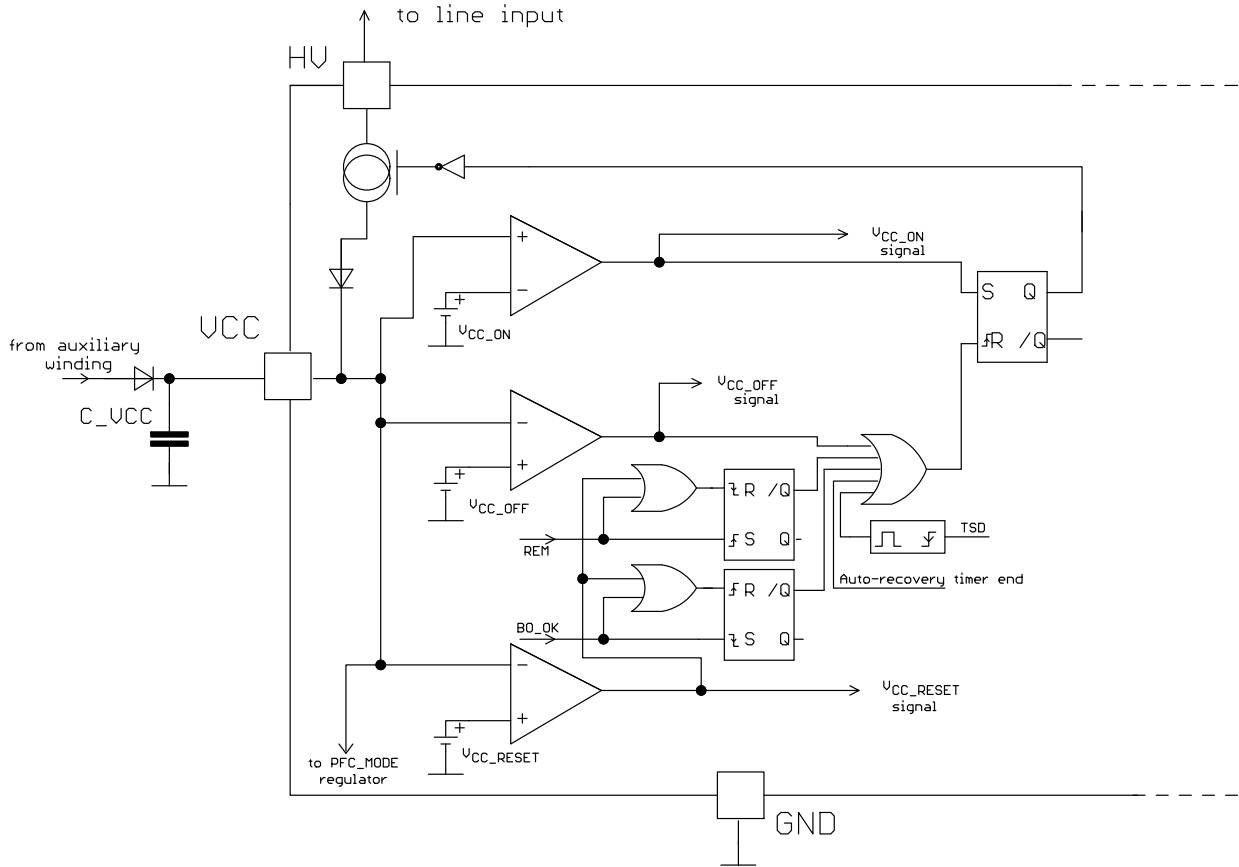 to line input
HV
VCC_ON
signal
S Q
R /Q
+
−
+
VCC_ON
VCC
from auxiliary
winding
C_VCC
VCC_OFF
signal
−
+
+
VCC_OFF
R /Q
S Q
REM
TSD
Auto-recovery timer end
R /Q
S Q
BO_OK
−
+
+
VCC_RESET
VCC_RESET
signal
to PFC_MODE
regulator
GND